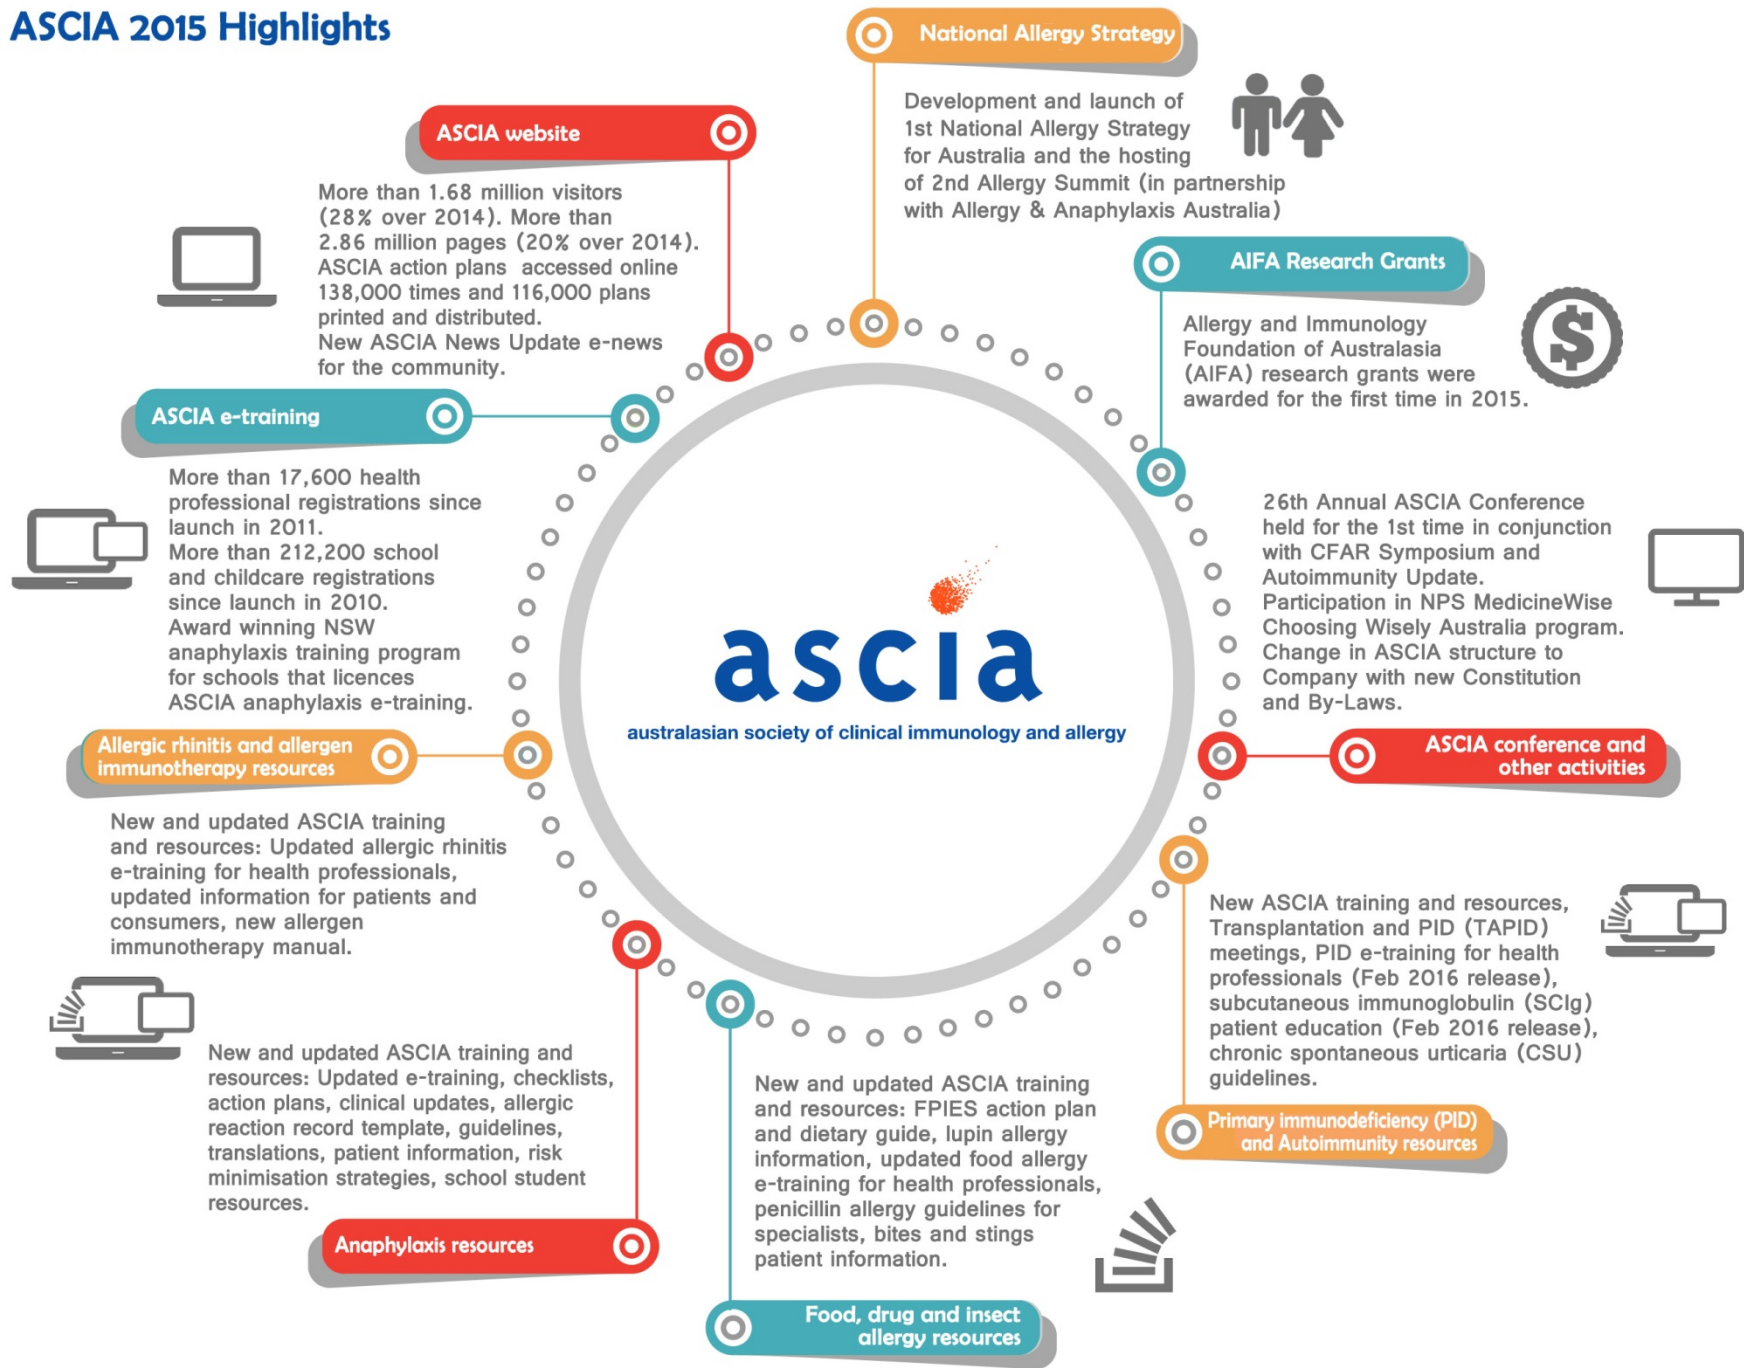 ASCIA 2015 Highlights
National Allergy Strategy
Development and launch of
1st National Allergy Strategy
for Australia and the hosting
of 2nd Allergy Summit (in partnership
with Allergy & Anaphylaxis Australia)
ASCIA website
More than 1.68 million visitors
(28% over 2014). More than
2.86 million pages (20% over 2014).
ASCIA action plans accessed online
138,000 times and 116,000 plans
printed and distributed.
New ASCIA News Update e-news
for the community.
AIFA Research Grants
Allergy and Immunology
Foundation of Australasia
(AIFA) research grants were
awarded for the first time in 2015.
$
ASCIA e-training
More than 17,600 health
professional registrations since
launch in 2011.
More than 212,200 school
and childcare registrations
since launch in 2010.
Award winning NSW
anaphylaxis training program
for schools that licences
ASCIA anaphylaxis e-training.
26th Annual ASCIA Conference
held for the 1st time in conjunction
with CFAR Symposium and
Autoimmunity Update.
Participation in NPS MedicineWise
Choosing Wisely Australia program.
Change in ASCIA structure to
Company with new Constitution
and By-Laws.
ASCIA conference and
other activities
ascia
australasian society of clinical immunology and allergy
Allergic rhinitis and allergen
immunotherapy resources
New and updated ASCIA training
and resources: Updated allergic rhinitis
e-training for health professionals,
updated information for patients and
consumers, new allergen
immunotherapy manual.
New ASCIA training and resources,
Transplantation and PID (TAPID)
meetings, PID e-training for health
professionals (Feb 2016 release),
subcutaneous immunoglobulin (SCIg)
patient education (Feb 2016 release),
chronic spontaneous urticaria (CSU)
guidelines.
Primary immunodeficiency (PID)
and Autoimmunity resources
New and updated ASCIA training and
resources: Updated e-training, checklists,
action plans, clinical updates, allergic
reaction record template, guidelines,
translations, patient information, risk
minimisation strategies, school student
resources.
Anaphylaxis resources
New and updated ASCIA training
and resources: FPIES action plan
and dietary guide, lupin allergy
information, updated food allergy
e-training for health professionals,
penicillin allergy guidelines for
specialists, bites and stings
patient information.
Food, drug and insect
allergy resources